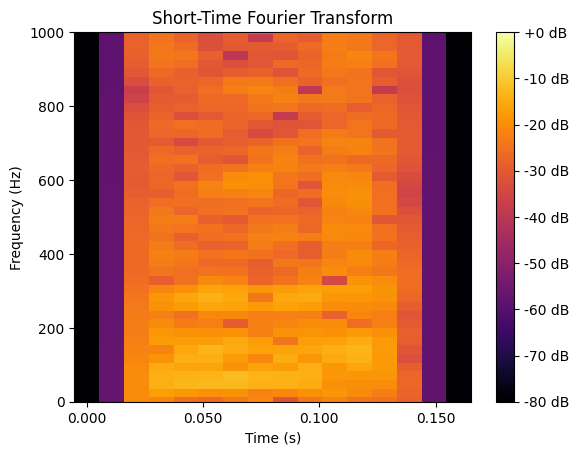 Short-Time Fourier Transform
Frequency (Hz)
1000
800
600
400
200
0
0.000
0.050
0.100
0.150
Time (s)
+0 dB
-10 dB
-20 dB
-30 dB
-40 dB
-50 dB
-60 dB
-70 dB
-80 dB